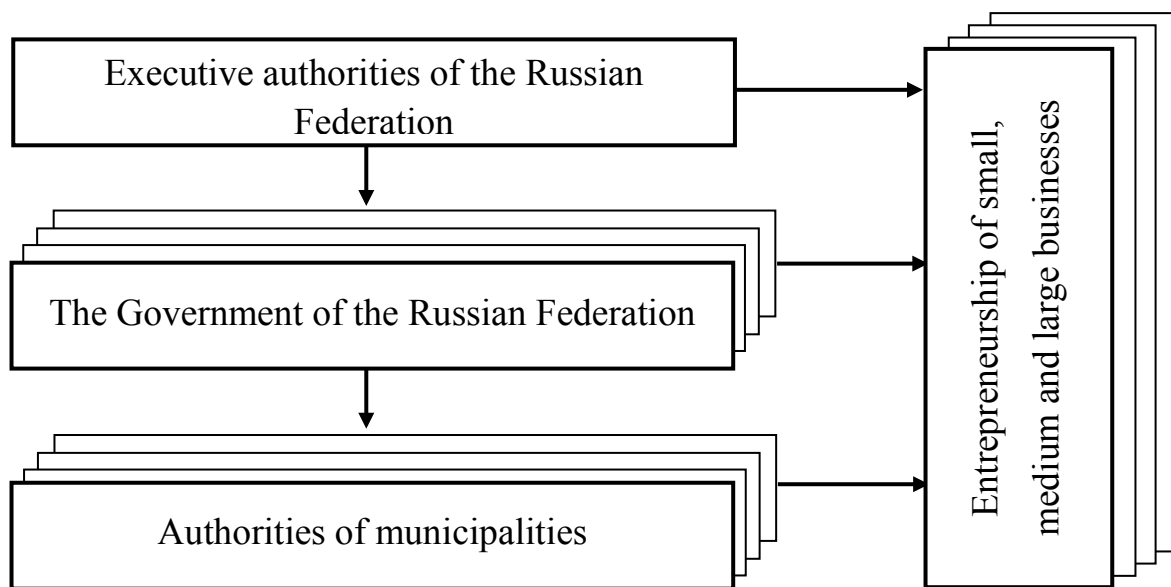 Executive authorities of the Russian
Federation
The Government of the Russian Federation
Authorities of municipalities
Entrepreneurship of small,
medium and large businesses